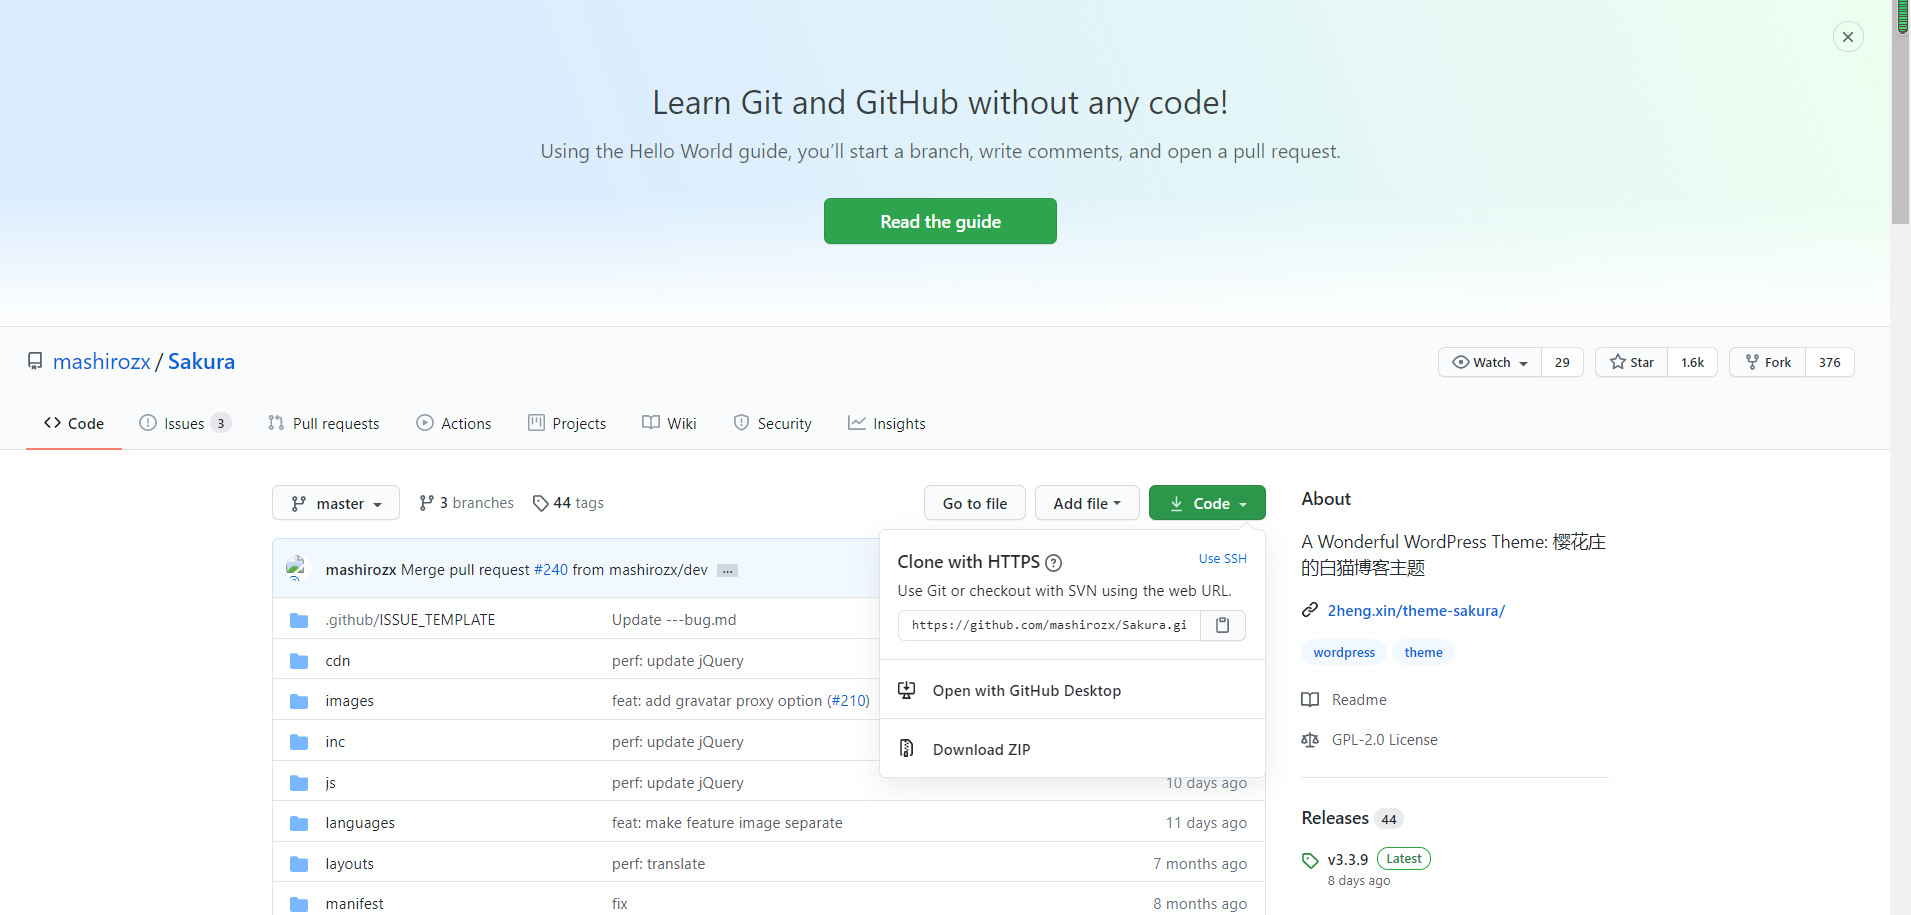 Learn Git and GitHub without any code!
Using the Hello World guide, you’ll start a branch, write comments, and open a pull request.
Read the guide
mashirozx / Sakura
Watch 29 Star 1.6k Fork 376
Code Issues 3 Pull requests Actions Projects Wiki Security Insights
master 3 branches 44 tags Go to file Add file Code
mashirozx Merge pull request #240 from mashirozx/dev ...
.github/ISSUE_TEMPLATE Update ---bug.md
cdn perf: update jQuery
images feat: add gravatar proxy option (#210)
inc perf: update jQuery
js perf: update jQuery 10 days ago
languages feat: make feature image separate 11 days ago
layouts perf: translate 7 months ago
manifest fix 8 months ago
Clone with HTTPS ? Use SSH
Use Git or checkout with SVN using the web URL.
https://github.com/mashirozx/Sakura.gi
Open with GitHub Desktop
Download ZIP
About
A Wonderful WordPress Theme: 樱花庄
的白猫博客主题
2heng.xin/theme-sakura/
wordpress theme
Readme
GPL-2.0 License
Releases 44
v3.3.9 Latest
8 days ago